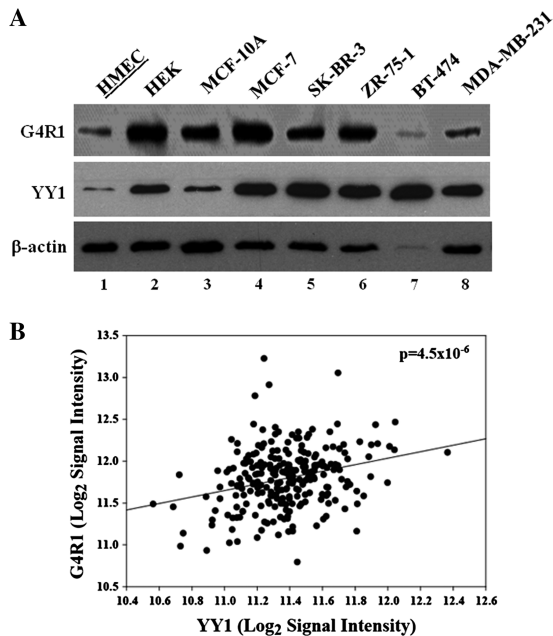 A
HMEC HEK MCF-10A MCF-7 SK-BR-3 ZR-75-1 BT-474 MDA-MB-231
G4R1
YY1
β-actin
1 2 3 4 5 6 7 8
B
p=4.5x10-6
G4R1 (Log2 Signal Intensity)
13.5
13.0
12.5
12.0
11.5
11.0
10.5
10.4 10.6 10.8 11.0 11.2 11.4 11.6 11.8 12.0 12.2 12.4 12.6
YY1 (Log2 Signal Intensity)